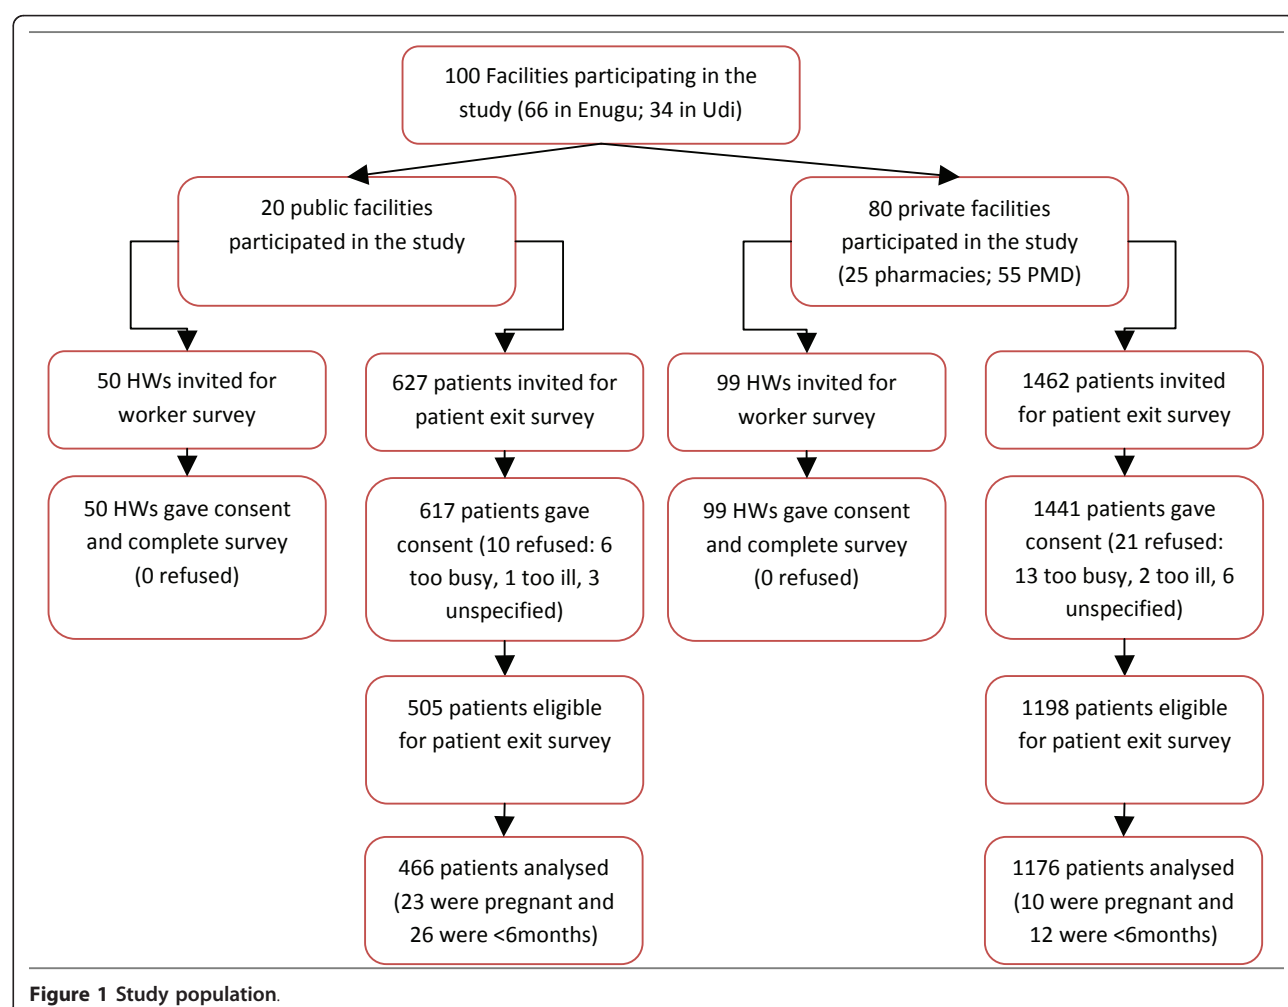 100 Facilities participating in the
study (66 in Enugu; 34 in Udi)
20 public facilities
participated in the study
80 private facilities
participated in the study
(25 pharmacies; 55 PMD)
50 HWs invited for
worker survey
627 patients invited for
patient exit survey
99 HWs invited for
worker survey
1462 patients invited
for patient exit survey
50 HWs gave consent
and complete survey
(0 refused)
617 patients gave
consent (10 refused: 6
too busy, 1 too ill, 3
unspecified)
99 HWs gave consent
and complete survey
(0 refused)
1441 patients gave
consent (21 refused:
13 too busy, 2 too ill, 6
unspecified)
505 patients eligible
for patient exit survey
1198 patients eligible
for patient exit survey
466 patients analysed
(23 were pregnant and
26 were <6months)
1176 patients analysed
(10 were pregnant and
12 were <6months)
Figure 1 Study population.